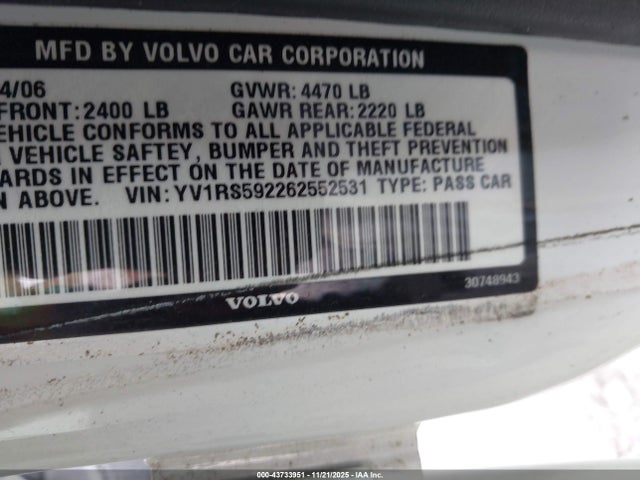 MFD BY VOLVO CAR CORPORATION
4/06 GVWR: 4470 LB
FRONT: 2400 LB GAWR REAR: 2220 LB
EHICLE CONFORMS TO ALL APPLICABLE FEDERAL
VEHICLE SAFTEY, BUMPER AND THEFT PREVENTION
ARDS IN EFFECT ON THE DATE OF MANUFACTURE
N ABOVE. VIN: YV1RS592262552531 TYPE: PASS CAR
VOLVO
30748943
000-43733951 - 11/21/2025 - IAAI.COM